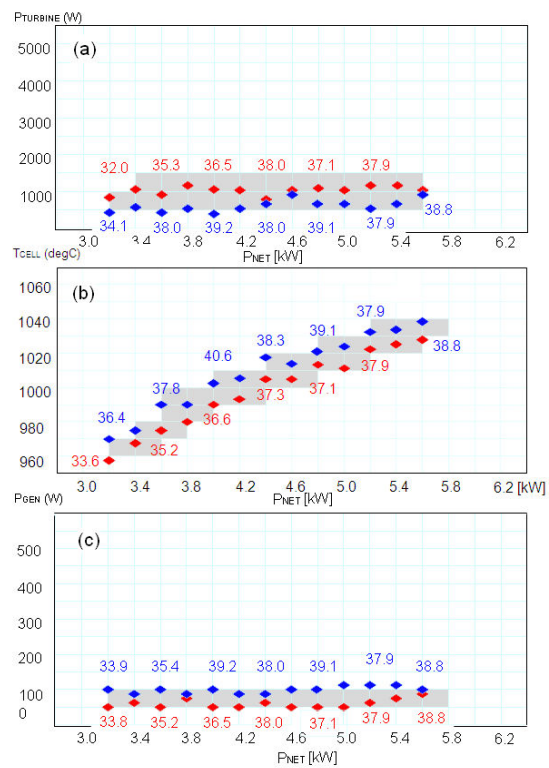 PTURBINE (W)
(a)
5000
4000
3000
2000
1000
32.0 35.3 36.5 38.0 37.1 37.9
34.1 38.0 39.2 38.0 39.1 37.9 38.8
3.0 3.4 3.8 4.2 4.6 5.0 5.4 5.8 6.2
PNET [kW]
TCELL (degC)
(b)
1060
1040
1020
1000
980
960
36.4 37.8 40.6 38.3 39.1 37.9
33.6 35.2 36.6 37.3 37.1 37.9 38.8
3.0 3.4 3.8 4.2 4.6 5.0 5.4 5.8 6.2 [kW]
PNET [kW]
PGEN (W)
(c)
500
400
300
200
100
0
33.9 35.4 39.2 38.0 39.1 37.9 38.8
33.8 35.2 36.5 38.0 37.1 37.9 38.8
3.0 3.4 3.8 4.2 4.6 5.0 5.4 5.8 6.2
PNET [kW]